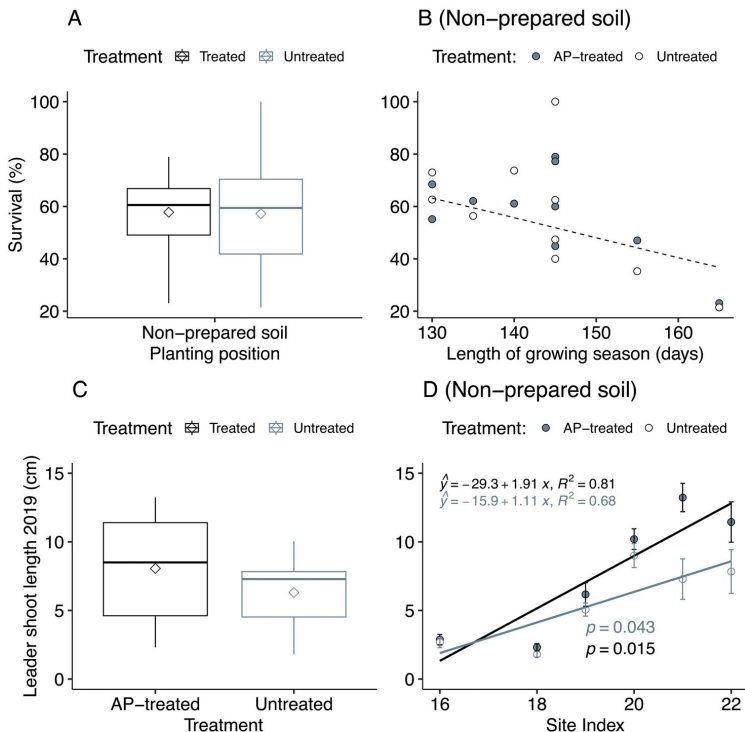 A
Treatment Treated Untreated
Survival (%)
100
80
60
40
20
Non−prepared soil
Planting position
B (Non−prepared soil)
Treatment: AP−treated Untreated
100
80
60
40
20
130 140 150 160
Length of growing season (days)
C
Treatment Treated Untreated
Leader shoot length 2019 (cm)
15
10
5
0
AP−treated Untreated
Treatment
D (Non−prepared soil)
Treatment: AP−treated Untreated
15
10
5
0
ŷ = −29.3 + 1.91 x, R² = 0.81
ŷ = −15.9 + 1.11 x, R² = 0.68
p = 0.043
p = 0.015
16 18 20 22
Site Index